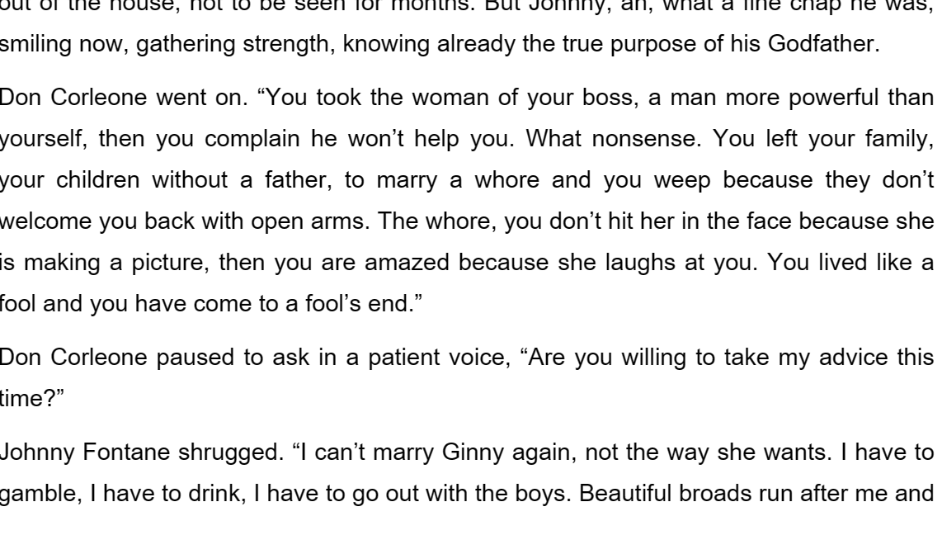 out of the house, not to be seen for months. But Johnny, ah, what a fine chap he was,
smiling now, gathering strength, knowing already the true purpose of his Godfather.
Don Corleone went on. “You took the woman of your boss, a man more powerful than
yourself, then you complain he won’t help you. What nonsense. You left your family,
your children without a father, to marry a whore and you weep because they don’t
welcome you back with open arms. The whore, you don’t hit her in the face because she
is making a picture, then you are amazed because she laughs at you. You lived like a
fool and you have come to a fool’s end.”
Don Corleone paused to ask in a patient voice, “Are you willing to take my advice this
time?”
Johnny Fontane shrugged. “I can’t marry Ginny again, not the way she wants. I have to
gamble, I have to drink, I have to go out with the boys. Beautiful broads run after me and